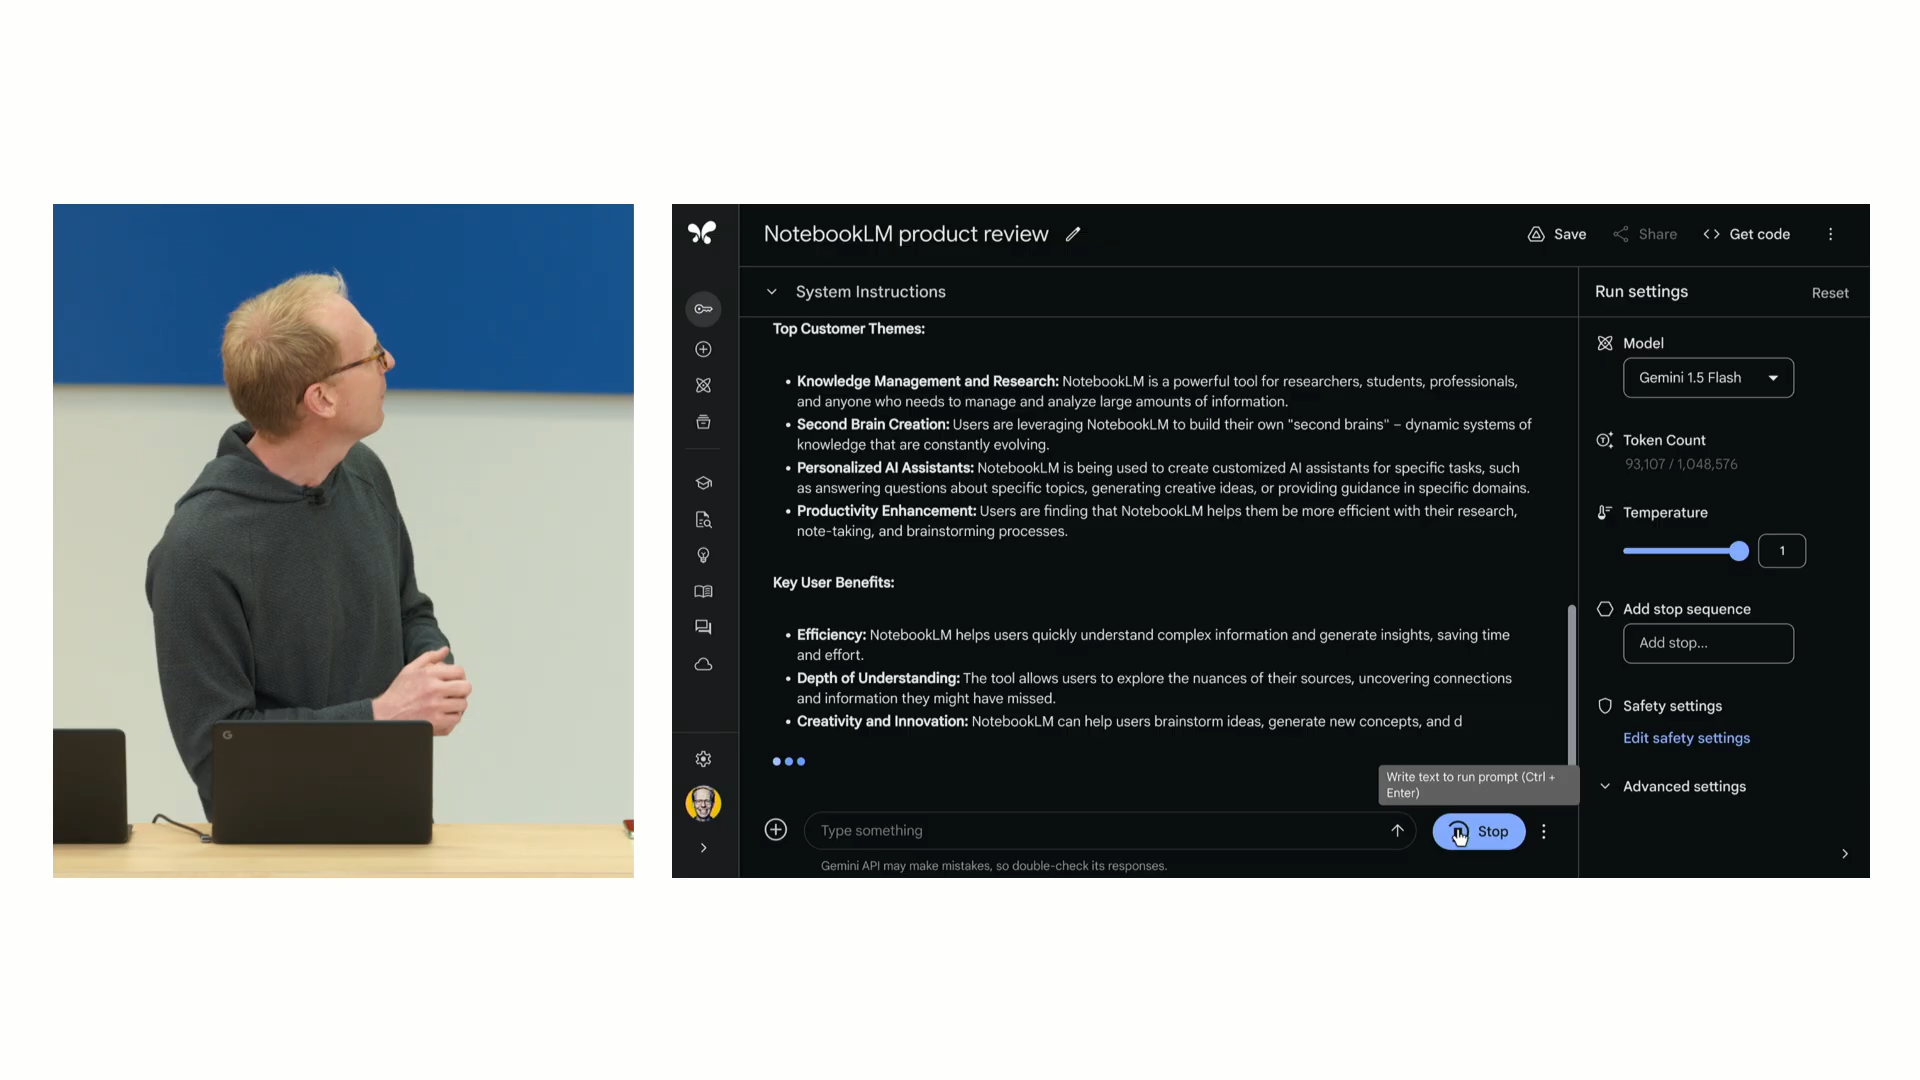 NotebookLM product review
Save
Share
Get code
System Instructions
Top Customer Themes:
• Knowledge Management and Research: NotebookLM is a powerful tool for researchers, students, professionals,
and anyone who needs to manage and analyze large amounts of information.
• Second Brain Creation: Users are leveraging NotebookLM to build their own "second brains" – dynamic systems of
knowledge that are constantly evolving.
• Personalized AI Assistants: NotebookLM is being used to create customized AI assistants for specific tasks, such
as answering questions about specific topics, generating creative ideas, or providing guidance in specific domains.
• Productivity Enhancement: Users are finding that NotebookLM helps them be more efficient with their research,
note-taking, and brainstorming processes.
Key User Benefits:
• Efficiency: NotebookLM helps users quickly understand complex information and generate insights, saving time
and effort.
• Depth of Understanding: The tool allows users to explore the nuances of their sources, uncovering connections
and information they might have missed.
• Creativity and Innovation: NotebookLM can help users brainstorm ideas, generate new concepts, and d
Write text to run prompt (Ctrl +
Enter)
Type something
Stop
Gemini API may make mistakes, so double-check its responses.
Run settings
Reset
Model
Gemini 1.5 Flash
Token Count
93,107 / 1,048,576
Temperature
1
Add stop sequence
Add stop...
Safety settings
Edit safety settings
Advanced settings
G